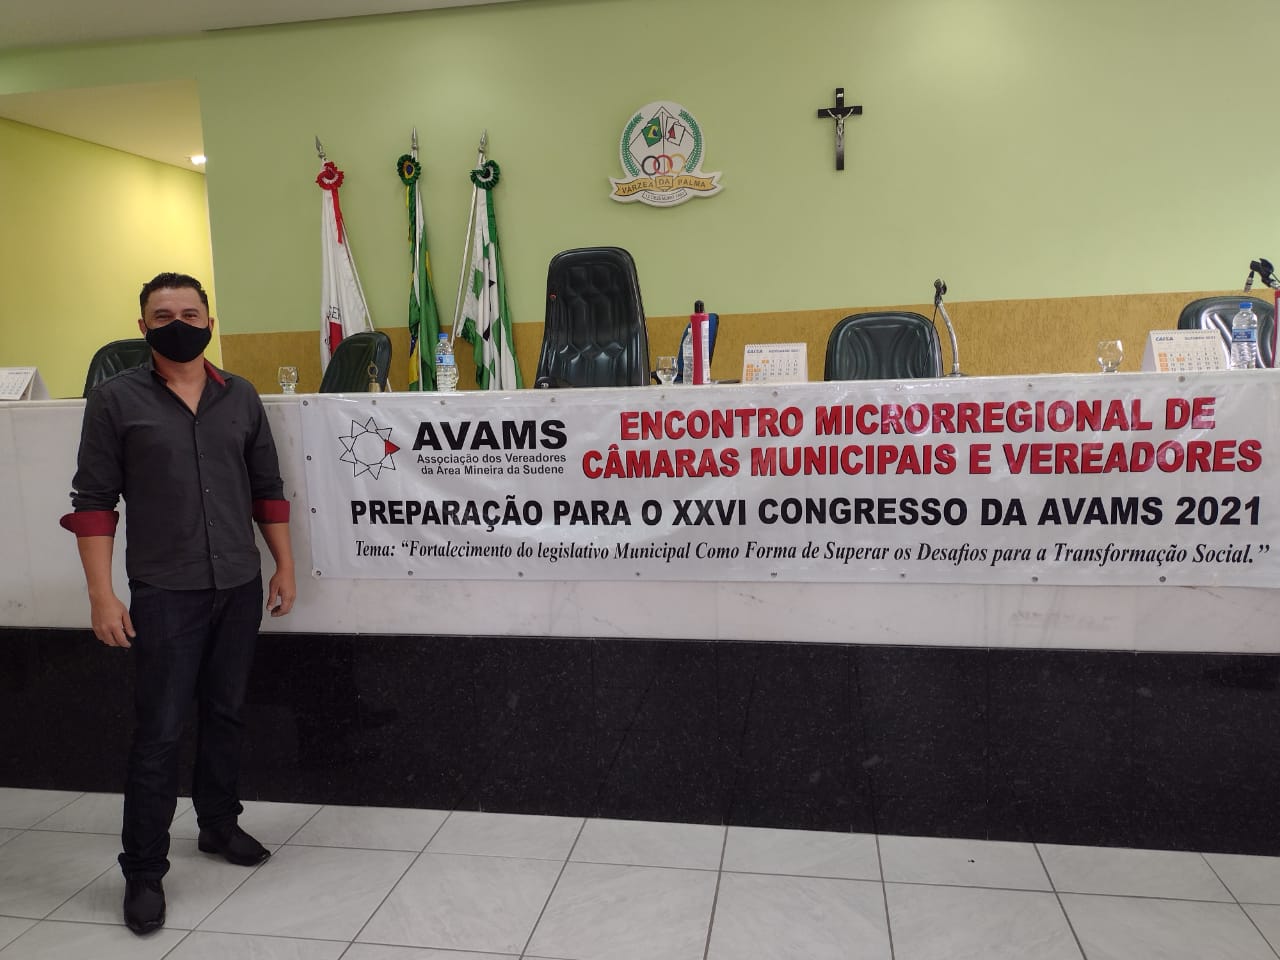 VARZEA DA PALMA
AVAMS
Associação dos Vereadores
da Área Mineira da Sudene
ENCONTRO MICRORREGIONAL DE
CÂMARAS MUNICIPAIS E VEREADORES
PREPARAÇÃO PARA O XXVI CONGRESSO DA AVAMS 2021
Tema: “Fortalecimento do legislativo Municipal Como Forma de Superar os Desafios para a Transformação Social.”
CAIXA
CAIXA